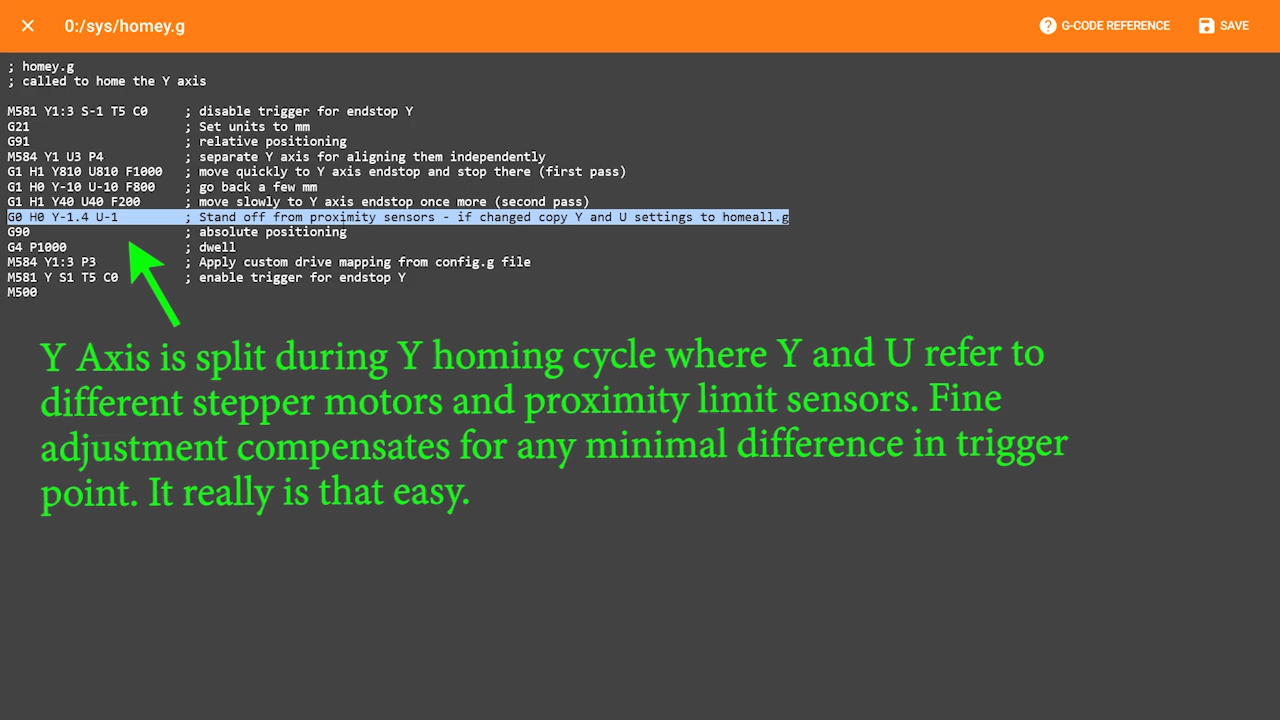 0:/sys/homey.g
G-CODE REFERENCE
SAVE
; homey.g
; called to home the Y axis
M581 Y1:3 S-1 T5 C0 ; disable trigger for endstop Y
G21 ; Set units to mm
G91 ; relative positioning
M584 Y1 U3 P4 ; separate Y axis for aligning them independently
G1 H1 Y810 U810 F1000 ; move quickly to Y axis endstop and stop there (first pass)
G1 H0 Y-10 U-10 F800 ; go back a few mm
G1 H1 Y40 U40 F200 ; move slowly to Y axis endstop once more (second pass)
G0 H0 Y-1.4 U-1 ; Stand off from proximity sensors - if changed copy Y and U settings to homeall.g
G90 ; absolute positioning
G4 P1000 ; dwell
M584 Y1:3 P3 ; Apply custom drive mapping from config.g file
M581 Y S1 T5 C0 ; enable trigger for endstop Y
M500
Y Axis is split during Y homing cycle where Y and U refer to
different stepper motors and proximity limit sensors. Fine
adjustment compensates for any minimal difference in trigger
point. It really is that easy.